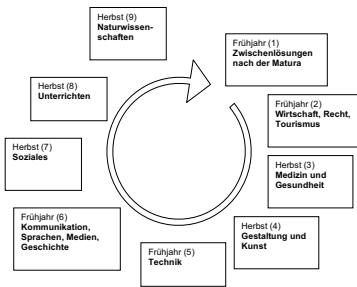 Herbst (9)
Naturwissen-
schaften
Frühjahr (1)
Zwischenlösungen
nach der Matura
Herbst (8)
Unterrichten
Frühjahr (2)
Wirtschaft, Recht,
Tourismus
Herbst (7)
Soziales
Herbst (3)
Medizin und
Gesundheit
Frühjahr (6)
Kommunikation,
Sprachen, Medien,
Geschichte
Herbst (4)
Gestaltung und
Kunst
Frühjahr (5)
Technik